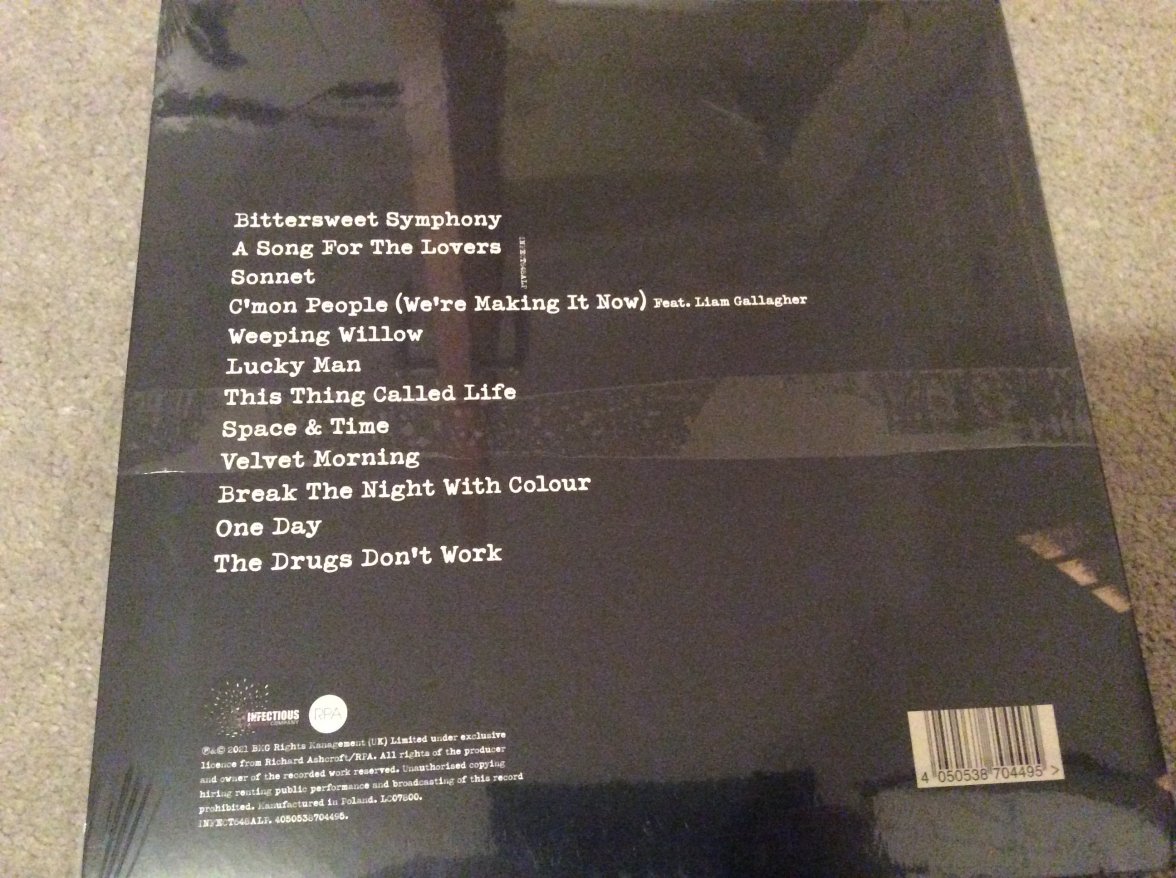 Bittersweet Symphony
A Song For The Lovers
Sonnet
C'mon People (We're Making It Now) Feat. Liam Gallagher
Weeping Willow
Lucky Man
This Thing Called Life
Space & Time
Velvet Morning
Break The Night With Colour
One Day
The Drugs Don't Work
INFECTIOUS
COMPANY
RPA
℗&© 2021 BMG Rights Management (UK) Limited under exclusive
licence from Richard Ashcroft/RPA. All rights of the producer
and owner of the recorded work reserved. Unauthorised copying
hiring renting public performance and broadcasting of this record
prohibited. Manufactured in Poland. LC07800.
INFECT648ALP. 4050538704495.
4 050538 704495 >